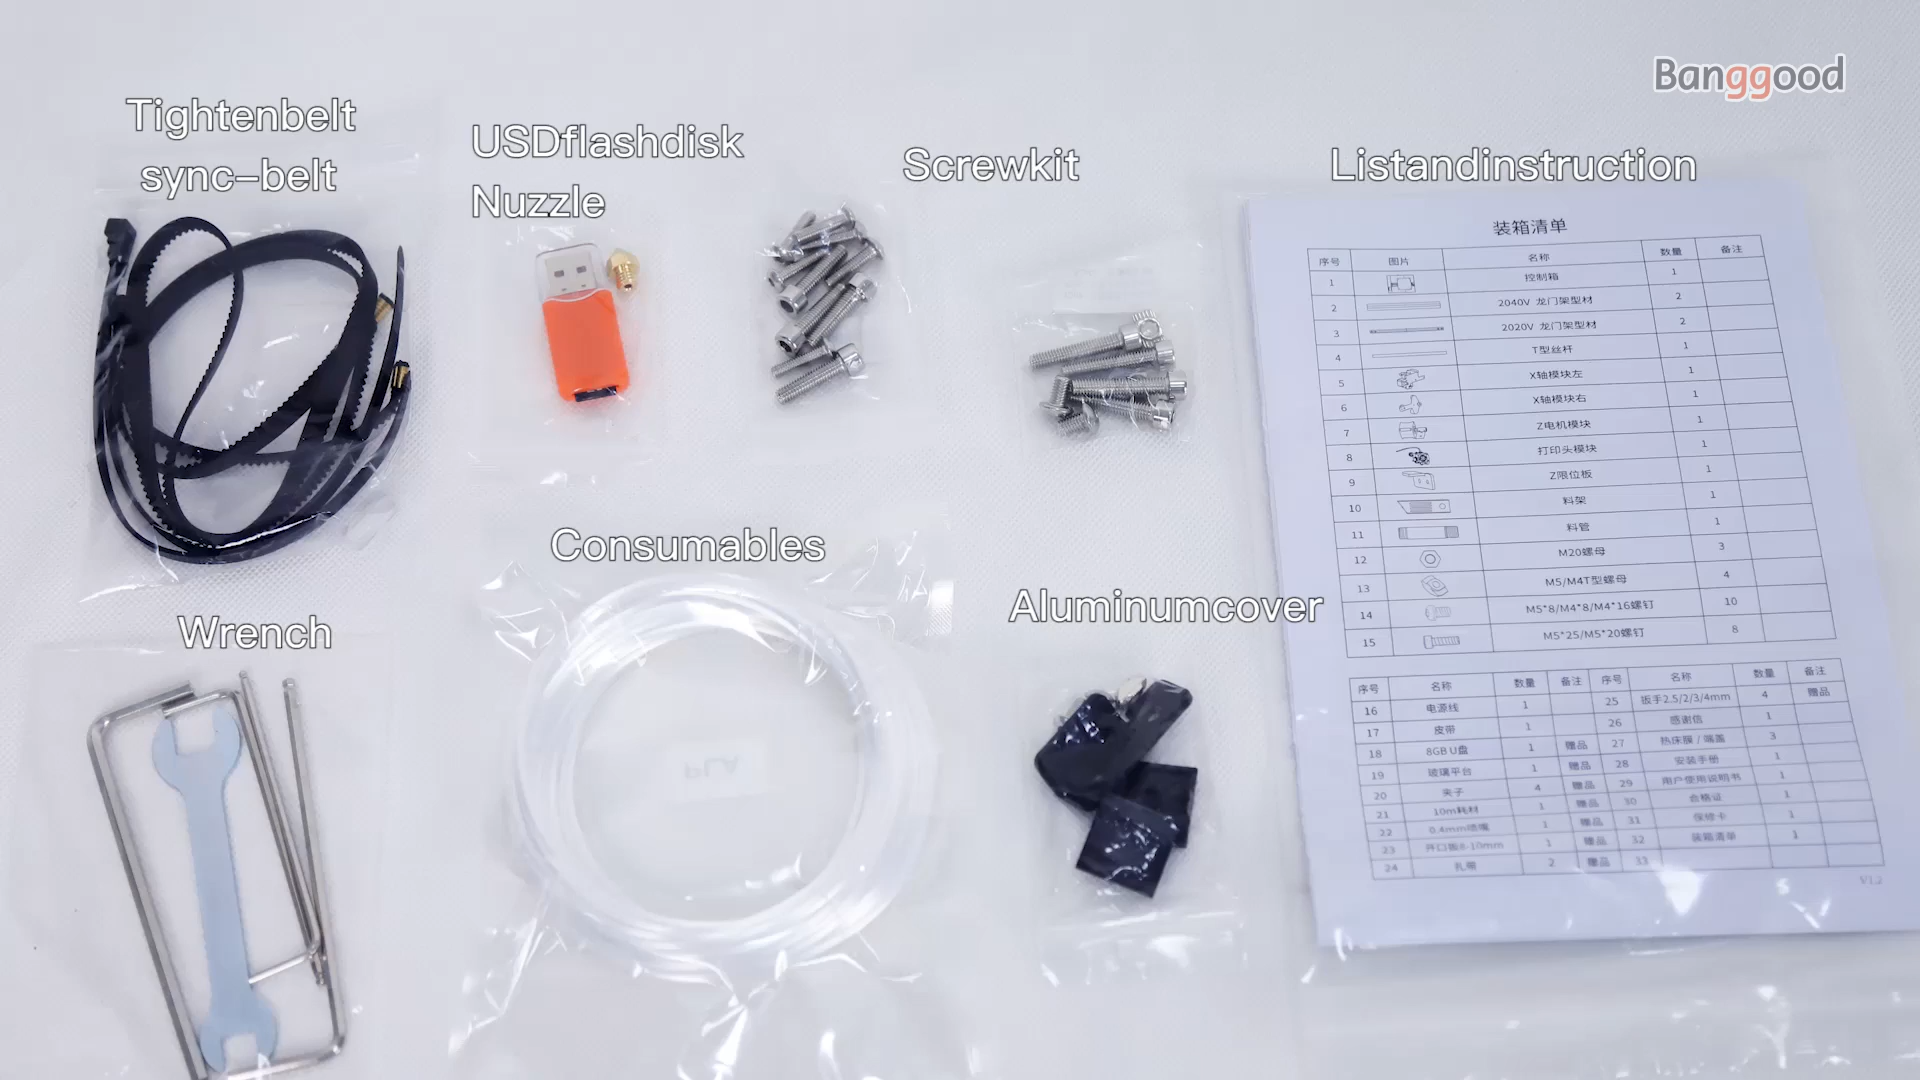 Banggood
Tightenbelt
sync-belt
USDflashdisk
Nuzzle
Screwkit
Listandinstruction
Consumables
Aluminumcover
Wrench
PLA
装箱清单
序号 图片 名称 数量 备注
1 控制箱 1
2 2040V 龙门架型材 2
3 2020V 龙门架型材 2
4 T型丝杆 1
5 X轴模块左 1
6 X轴模块右 1
7 Z电机模块 1
8 打印头模块 1
9 Z限位板 1
10 料架 1
11 料管 1
12 M20螺母 3
13 M5/M4T型螺母 4
14 M5*8/M4*8/M4*16螺钉 10
15 M5*25/M5*20螺钉 8
序号 名称 数量 备注 序号 名称 数量 备注
16 电源线 1 25 扳手2.5/2/3/4mm 4 赠品
17 皮带 1 26 感谢信 1
18 8GB U盘 1 赠品 27 热床膜/端盖 3
19 玻璃平台 1 赠品 28 安装手册 1
20 夹子 4 赠品 29 用户使用说明书 1
21 10m耗材 1 赠品 30 合格证 1
22 0.4mm喷嘴 1 赠品 31 保修卡 1
23 开口扳8-10mm 1 赠品 32 装箱清单 1
24 扎带 2 赠品 33
V1.2